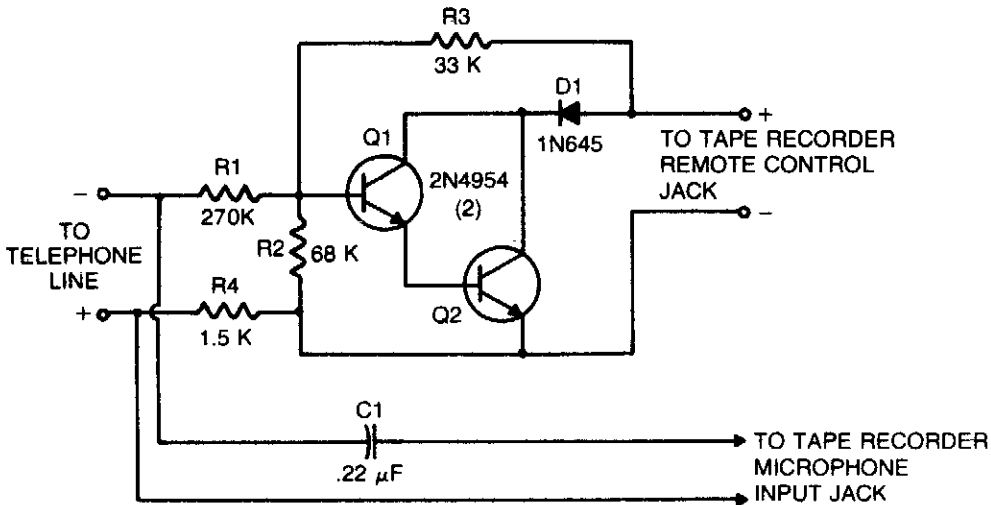 R3
33 K
D1
1N645
+
TO TAPE RECORDER
REMOTE CONTROL
JACK
−
Q1
2N4954
(2)
−
R1
270K
TO
TELEPHONE
LINE
R2
68 K
+
R4
1.5 K
Q2
C1
.22 μF
TO TAPE RECORDER
MICROPHONE
INPUT JACK